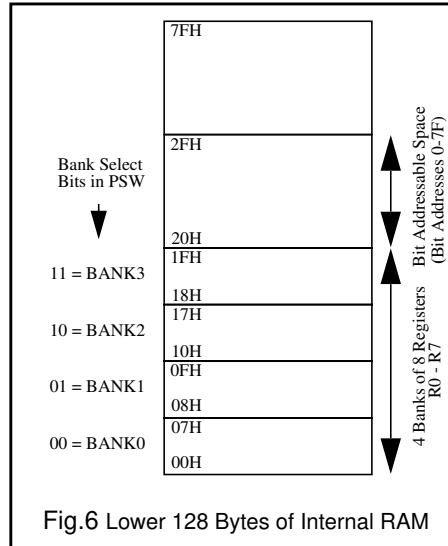 7FH
2FH
Bank Select
Bits in PSW
20H
1FH
11 = BANK3
18H
17H
10 = BANK2
10H
0FH
01 = BANK1
08H
07H
00 = BANK0
00H
Bit Addressable Space
(Bit Addresses 0-7F)
4 Banks of 8 Registers
R0 - R7
Fig.6 Lower 128 Bytes of Internal RAM